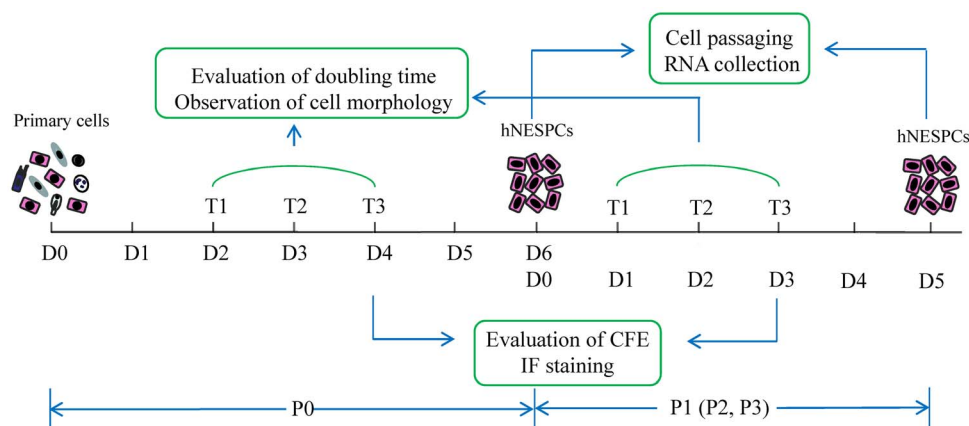 Cell passaging
RNA collection
Evaluation of doubling time
Observation of cell morphology
Primary cells
hNESPCs
hNESPCs
T1 T2 T3 T1 T2 T3
D0 D1 D2 D3 D4 D5 D6
D0 D1 D2 D3 D4 D5
Evaluation of CFE
IF staining
P0 P1 (P2, P3)